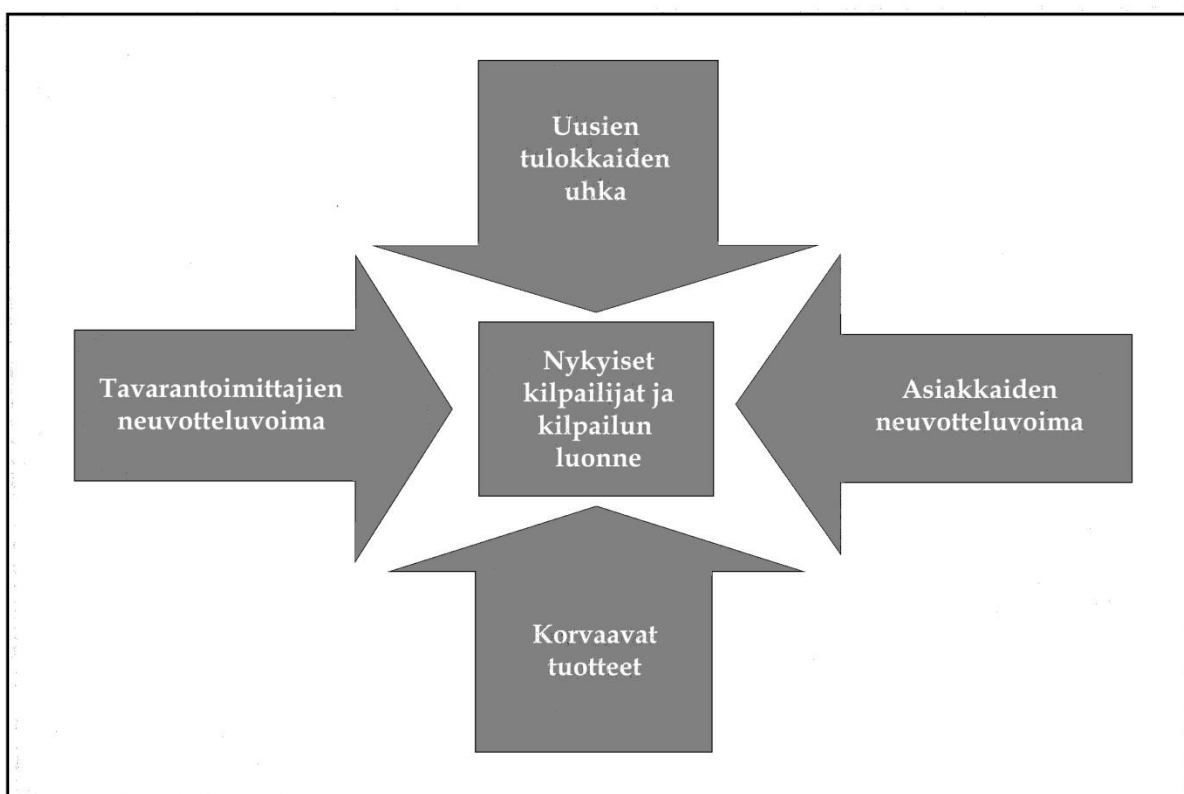 Uusien
tulokkaiden
uhka
Tavarantoimittajien
neuvotteluvoima
Nykyiset
kilpailijat ja
kilpailun
luonne
Asiakkaiden
neuvotteluvoima
Korvaavat
tuotteet